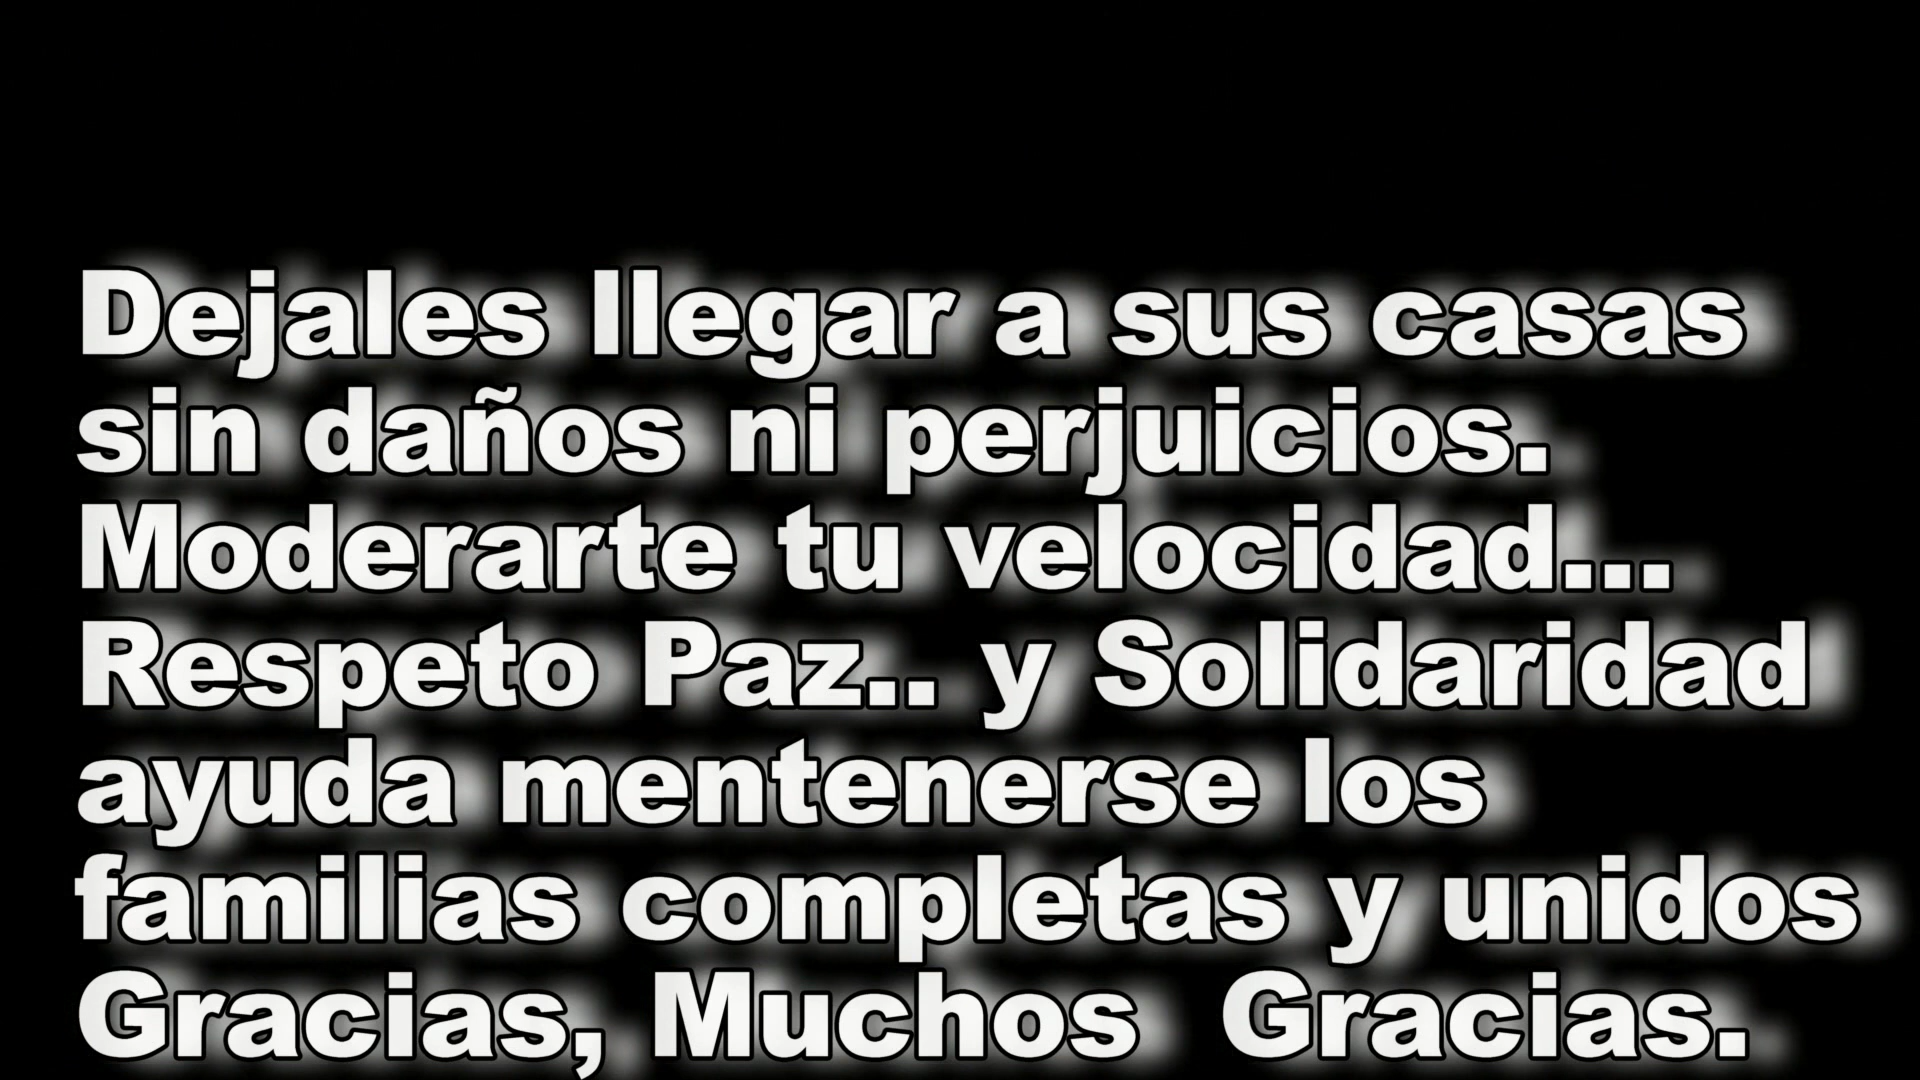 Dejales llegar a sus casas
sin daños ni perjuicios.
Moderarte tu velocidad...
Respeto Paz.. y Solidaridad
ayuda mentenerse los
familias completas y unidos
Gracias, Muchos  Gracias.